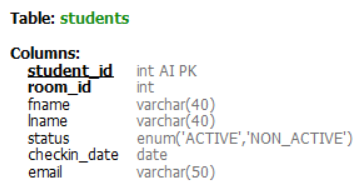 Table: students
Columns:
student_id int AI PK
room_id int
fname varchar(40)
lname varchar(40)
status enum('ACTIVE','NON_ACTIVE')
checkin_date date
email varchar(50)